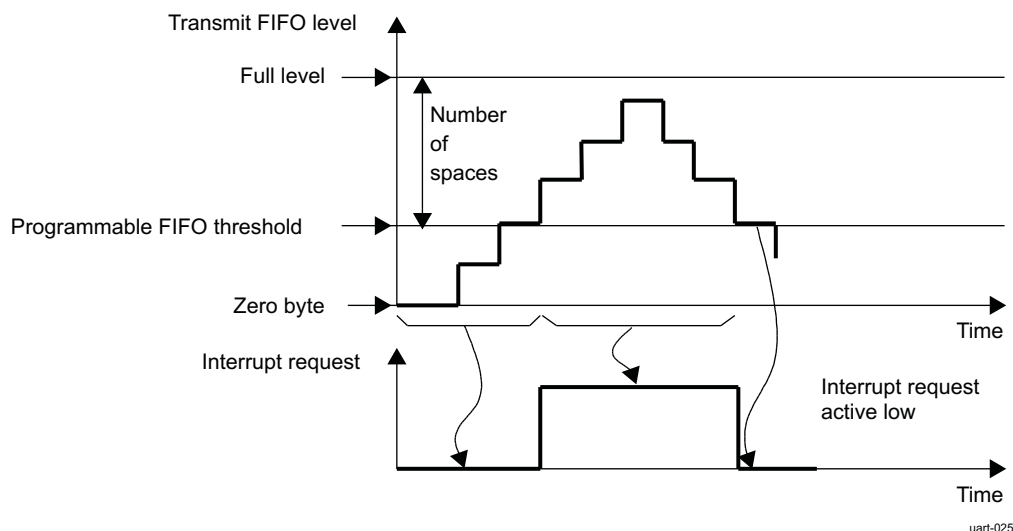 Transmit FIFO level
Full level
Number
of
spaces
Programmable FIFO threshold
Zero byte
Time
Interrupt request
Interrupt request
active low
Time
uart-025